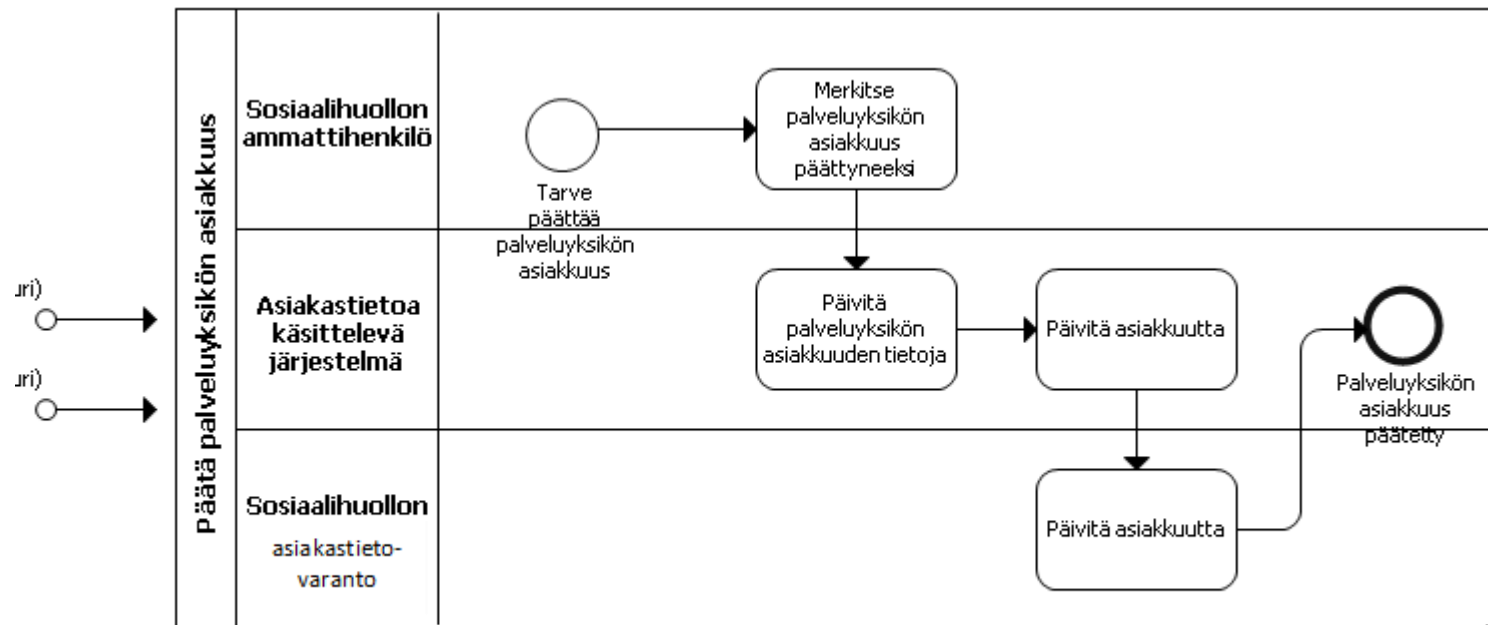 uri)
uri)
Päätä palveluyksikön asiakkuus
Sosiaalihuollon
ammattihenkilö
Tarve
päättää
palveluyksikön
asiakkuus
Merkitse
palveluyksikön
asiakkuus
päättyneeksi
Asiakastietoa
käsittelevä
järjestelmä
Päivitä
palveluyksikön
asiakkuuden tietoja
Päivitä asiakkuutta
Palveluyksikön
asiakkuus
päätetty
Sosiaalihuollon
asiakastieto-
varanto
Päivitä asiakkuutta